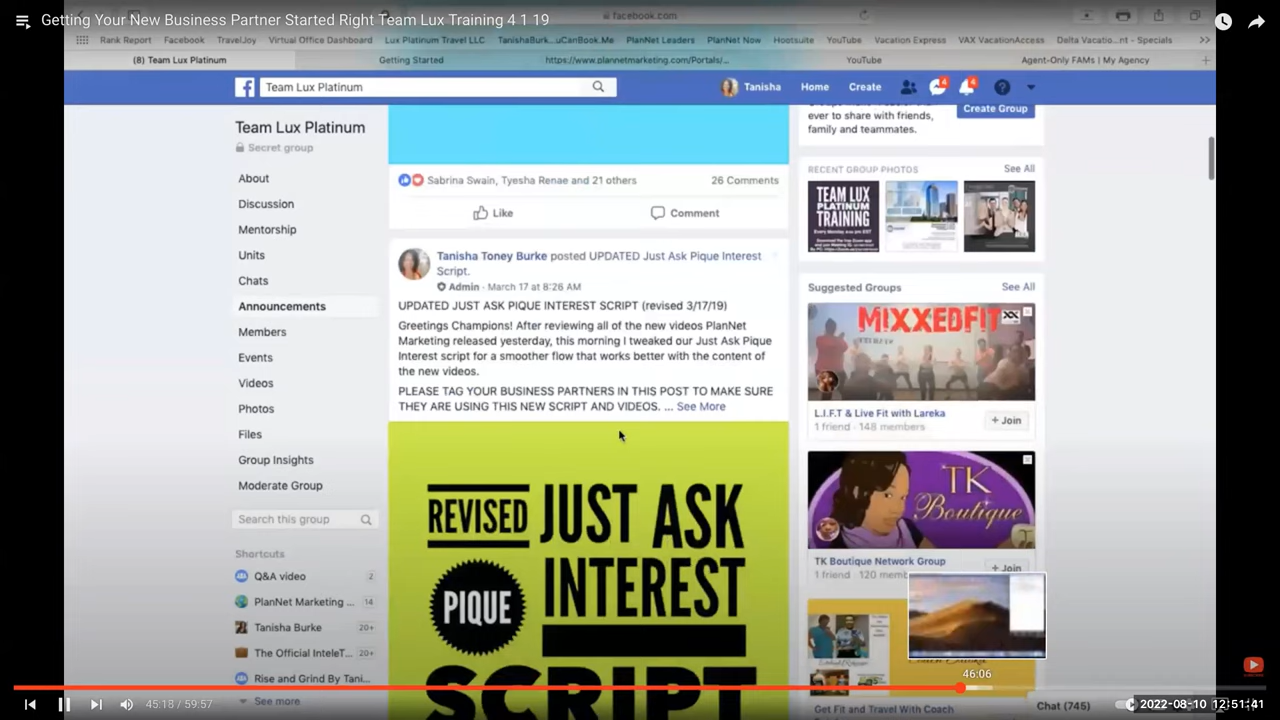 Getting Your New Business Partner Started Right Team Lux Training 4 1 19
facebook.com
Rank Report Facebook TravelJoy Virtual Office Dashboard Lux Platinum Travel LLC TanishaBurk...uCanBook.Me PlanNet Leaders PlanNet Now Hootsuite YouTube Vacation Express VAX VacationAccess Delta Vacatio...nt - Specials >>
(8) Team Lux Platinum Getting Started https://www.plannetmarketing.com/Portals/... YouTube Agent-Only FAMs | My Agency
Team Lux Platinum
Tanisha Home Create
Team Lux Platinum
Secret group
About
Discussion
Mentorship
Units
Chats
Announcements
Members
Events
Videos
Photos
Files
Group Insights
Moderate Group
Search this group
Shortcuts
Q&A video 2
PlanNet Marketing ... 14
Tanisha Burke 20+
The Official InteleT... 20+
Rise and Grind By Tani...
See more
Sabrina Swain, Tyesha Renae and 21 others 26 Comments
Like Comment
Tanisha Toney Burke posted UPDATED Just Ask Pique Interest
Script.
Admin · March 17 at 8:26 AM
UPDATED JUST ASK PIQUE INTEREST SCRIPT (revised 3/17/19)
Greetings Champions! After reviewing all of the new videos PlanNet
Marketing released yesterday, this morning I tweaked our Just Ask Pique
Interest script for a smoother flow that works better with the content of
the new videos.
PLEASE TAG YOUR BUSINESS PARTNERS IN THIS POST TO MAKE SURE
THEY ARE USING THIS NEW SCRIPT AND VIDEOS. ... See More
REVISED JUST ASK
PIQUE INTEREST
SCRIPT
ever to share with friends,
family and teammates.
Create Group
RECENT GROUP PHOTOS See All
TEAM LUX
PLATINUM
TRAINING
Suggested Groups See All
MIXXEDFIT
L.I.F.T & Live Fit with Lareka
1 friend · 148 members
+ Join
TK
Boutique
TK Boutique Network Group
1 friend · 120 memb
+ Join
Get Fit and Travel With Coach
46:06
45:18 / 59:57
Chat (745)
2022-08-10 12:51:41